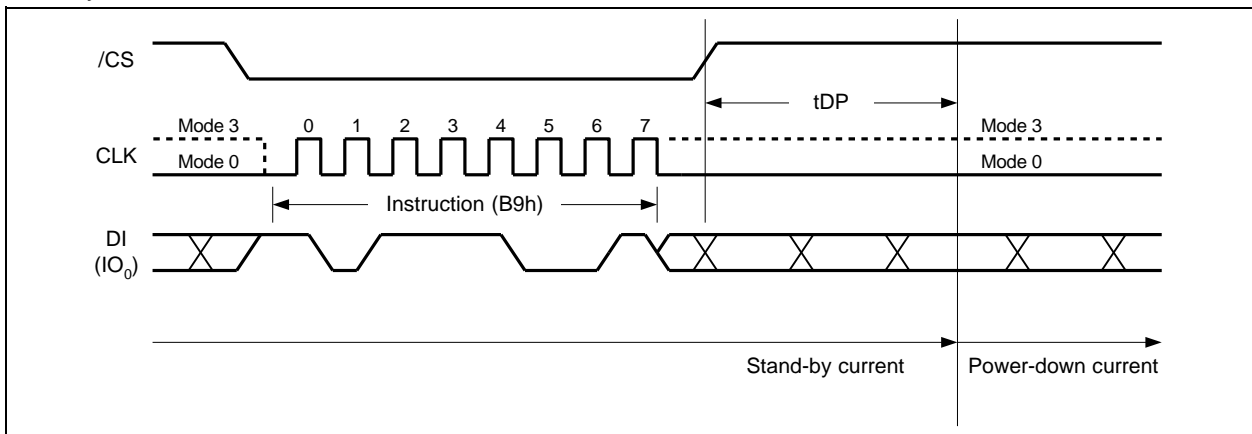 /CS
tDP
Mode 3 0 1 2 3 4 5 6 7 Mode 3
CLK
Mode 0 Mode 0
Instruction (B9h)
DI
(IO0)
Stand-by current Power-down current